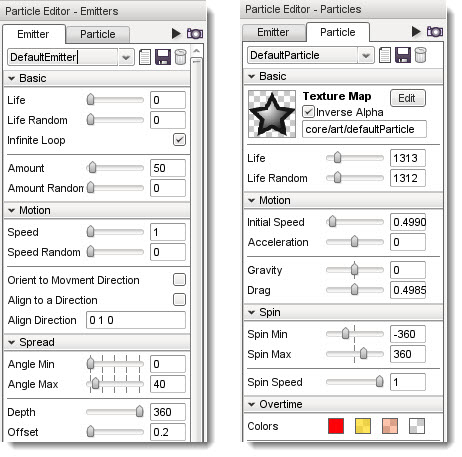 Particle Editor - Emitters
Emitter Particle
DefaultEmitter
Basic
Life 0
Life Random 0
Infinite Loop
Amount 50
Amount Random 0
Motion
Speed 1
Speed Random 0
Orient to Movment Direction
Align to a Direction
Align Direction 0 1 0
Spread
Angle Min 0
Angle Max 40
Depth 360
Offset 0.2
Particle Editor - Particles
Emitter Particle
DefaultParticle
Basic
Texture Map
Edit
Inverse Alpha
core/art/defaultParticle
Life 1313
Life Random 1312
Motion
Initial Speed 0.4990
Acceleration 0
Gravity 0
Drag 0.4985
Spin
Spin Min -360
Spin Max 360
Spin Speed 1
Overtime
Colors